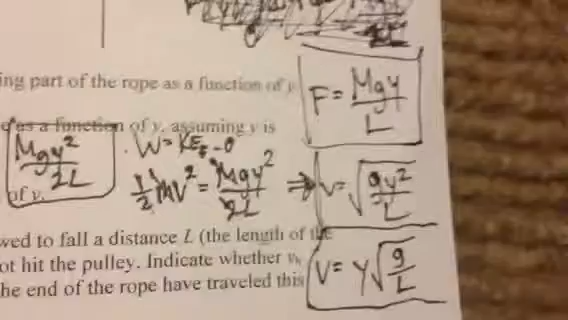 ing part of the rope as a function of y
F = Mgy/L
as a function of y, assuming y is
Mgy²/2L
W = KE_F - 0
of y.
½MV² = Mgy²/2L ⇒ V = √(gy²/L)
wed to fall a distance L (the length of the
ot hit the pulley. Indicate whether
V = y√(g/L)
he end of the rope have traveled this